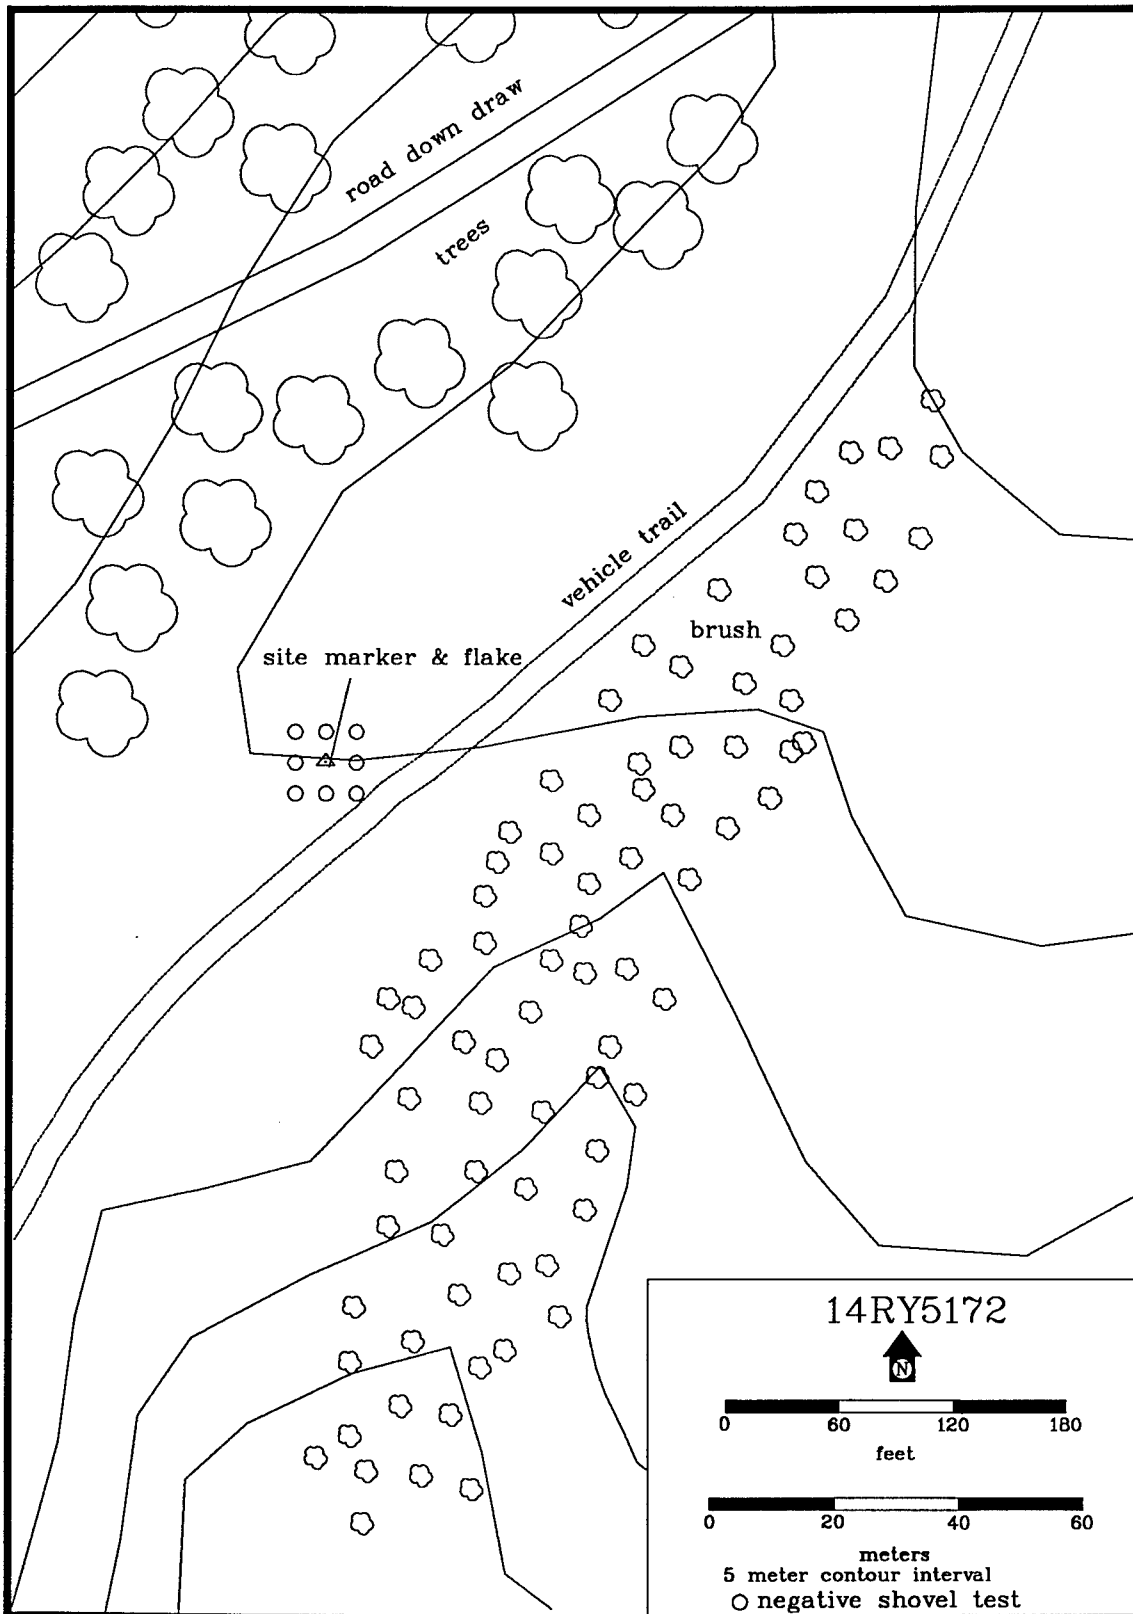 road down draw
trees
vehicle trail
brush
site marker & flake
14RY5172
N
0 60 120 180
feet
0 20 40 60
meters
5 meter contour interval
negative shovel test